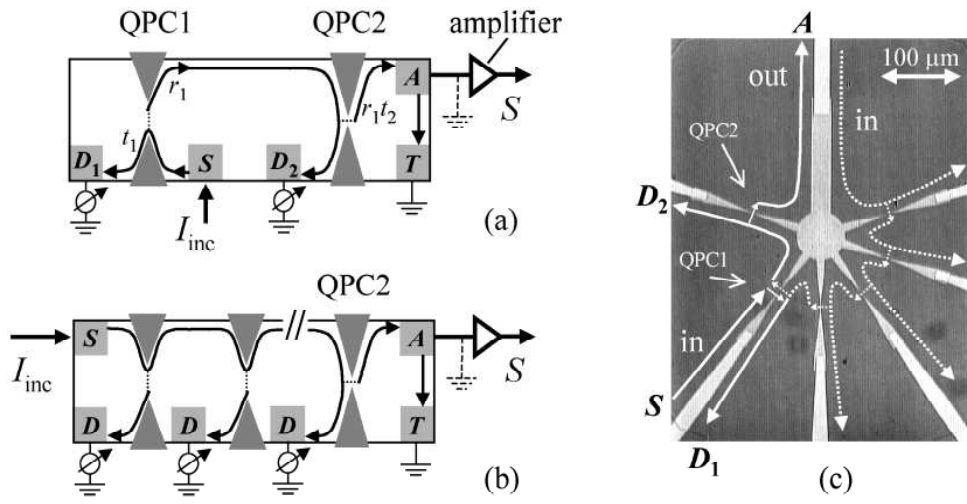 QPC1
QPC2
amplifier
r1
r1t2
A
S
t1
D1
S
D2
T
Iinc
(a)
QPC2
S
A
Iinc
S
D
D
D
T
(b)
A
100 μm
out
in
QPC2
D2
QPC1
in
S
D1
(c)